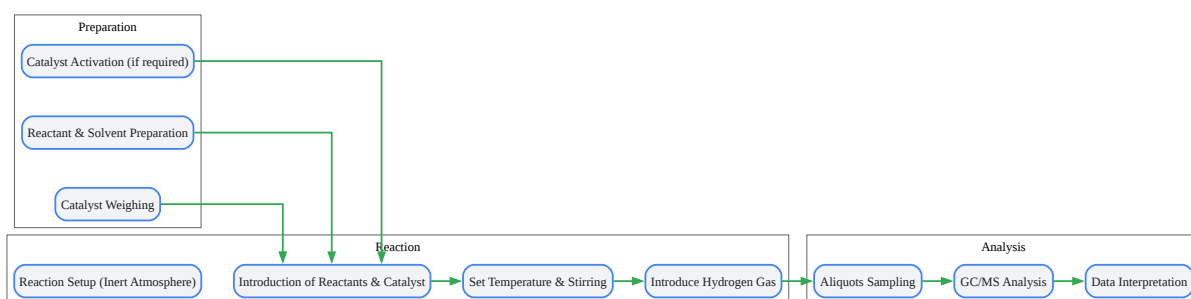 Preparation
Catalyst Activation (if required)
Reactant & Solvent Preparation
Catalyst Weighing
Reaction
Reaction Setup (Inert Atmosphere)
Introduction of Reactants & Catalyst
Set Temperature & Stirring
Introduce Hydrogen Gas
Analysis
Aliquots Sampling
GC/MS Analysis
Data Interpretation